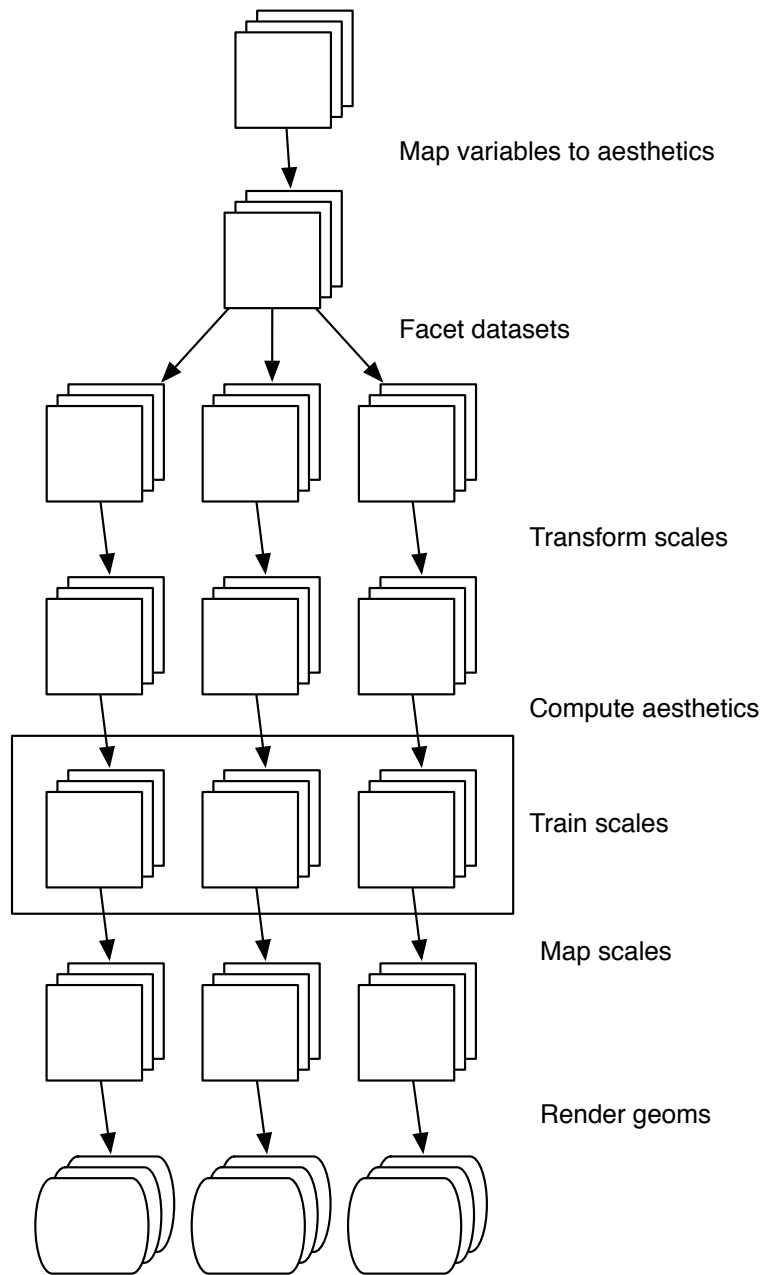 Map variables to aesthetics
Facet datasets
Transform scales
Compute aesthetics
Train scales
Map scales
Render geoms